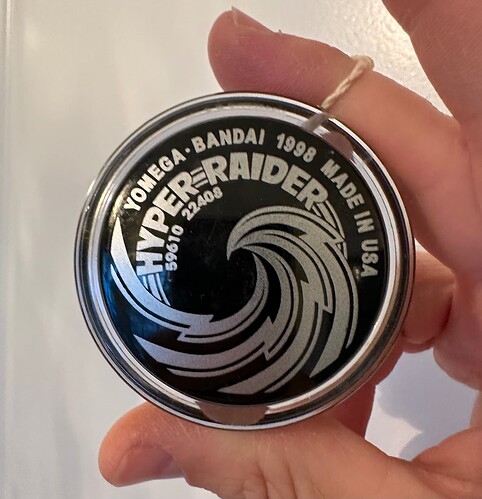 YOMEGA·BANDAI 1998 MADE IN USA
HYPER RAIDER
59610 22408